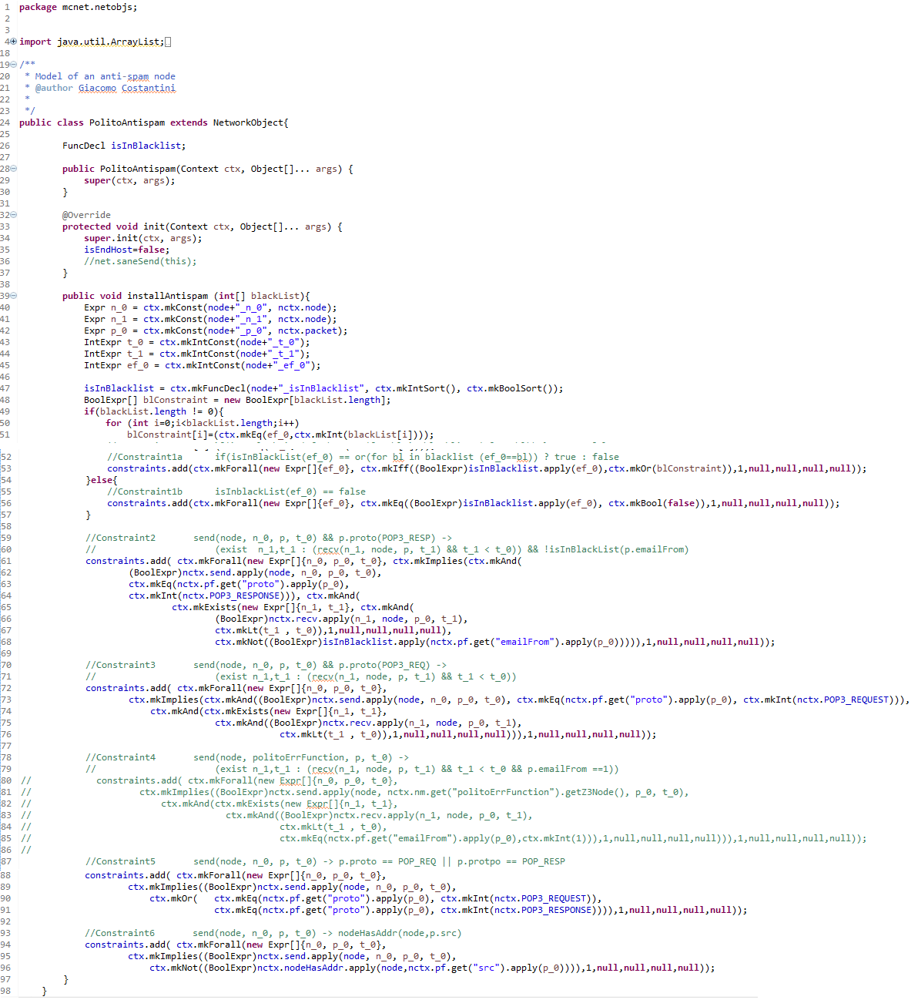 1 package mcnet.netobjs;
2
3
4 import java.util.ArrayList;
18
19 /**
20 * Model of an anti-spam node
21 * @author Giacomo Costantini
22 *
23 */
24 public class PolitoAntispam extends NetworkObject{
25
26 FuncDecl isInBlacklist;
27
28 public PolitoAntispam(Context ctx, Object[]... args) {
29 super(ctx, args);
30 }
31
32 @Override
33 protected void init(Context ctx, Object[]... args) {
34 super.init(ctx, args);
35 isEndHost=false;
36 //net.saneSend(this);
37 }
38
39 public void installAntispam (int[] blackList){
40 Expr n_0 = ctx.mkConst(node+"_n_0", nctx.node);
41 Expr n_1 = ctx.mkConst(node+"_n_1", nctx.node);
42 Expr p_0 = ctx.mkConst(node+"_p_0", nctx.packet);
43 IntExpr t_0 = ctx.mkIntConst(node+"_t_0");
44 IntExpr t_1 = ctx.mkIntConst(node+"_t_1");
45 IntExpr ef_0 = ctx.mkIntConst(node+"_ef_0");
46
47 isInBlacklist = ctx.mkFuncDecl(node+"_isInBlacklist", ctx.mkIntSort(), ctx.mkBoolSort());
48 BoolExpr[] blConstraint = new BoolExpr[blackList.length];
49 if(blackList.length != 0){
50 for (int i=0;i<blackList.length;i++)
51 blConstraint[i]=(ctx.mkEq(ef_0,ctx.mkInt(blackList[i])));
52 //Constraint1a if(isInBlackList(ef_0) == or(for bl in blacklist (ef_0==bl)) ? true : false
53 constraints.add(ctx.mkForall(new Expr[]{ef_0}, ctx.mkIff((BoolExpr)isInBlacklist.apply(ef_0),ctx.mkOr(blConstraint)),1,null,null,null,null));
54 }else{
55 //Constraint1b isInblackList(ef_0) == false
56 constraints.add(ctx.mkForall(new Expr[]{ef_0}, ctx.mkEq((BoolExpr)isInBlacklist.apply(ef_0), ctx.mkBool(false)),1,null,null,null,null));
57 }
58
59 //Constraint2 send(node, n_0, p, t_0) && p.proto(POP3_RESP) ->
60 // (exist n_1,t_1 : (recv(n_1, node, p, t_1) && t_1 < t_0)) && !isInBlackList(p.emailFrom)
61 constraints.add( ctx.mkForall(new Expr[]{n_0, p_0, t_0}, ctx.mkImplies(ctx.mkAnd(
62 (BoolExpr)nctx.send.apply(node, n_0, p_0, t_0),
63 ctx.mkEq(nctx.pf.get("proto").apply(p_0),
64 ctx.mkInt(nctx.POP3_RESPONSE))), ctx.mkAnd(
65 ctx.mkExists(new Expr[]{n_1, t_1}, ctx.mkAnd(
66 (BoolExpr)nctx.recv.apply(n_1, node, p_0, t_1),
67 ctx.mkLt(t_1 , t_0)),1,null,null,null,null),
68 ctx.mkNot((BoolExpr)isInBlacklist.apply(nctx.pf.get("emailFrom").apply(p_0))))),1,null,null,null,null));
69
70 //Constraint3 send(node, n_0, p, t_0) && p.proto(POP3_REQ) ->
71 // (exist n_1,t_1 : (recv(n_1, node, p, t_1) && t_1 < t_0))
72 constraints.add( ctx.mkForall(new Expr[]{n_0, p_0, t_0},
73 ctx.mkImplies(ctx.mkAnd((BoolExpr)nctx.send.apply(node, n_0, p_0, t_0), ctx.mkEq(nctx.pf.get("proto").apply(p_0), ctx.mkInt(nctx.POP3_REQUEST))),
74 ctx.mkAnd(ctx.mkExists(new Expr[]{n_1, t_1},
75 ctx.mkAnd((BoolExpr)nctx.recv.apply(n_1, node, p_0, t_1),
76 ctx.mkLt(t_1 , t_0)),1,null,null,null,null))),1,null,null,null,null));
77
78 //Constraint4 send(node, politoErrFunction, p, t_0) ->
79 // (exist n_1,t_1 : (recv(n_1, node, p, t_1) && t_1 < t_0 && p.emailFrom ==1))
80 // constraints.add( ctx.mkForall(new Expr[]{n_0, p_0, t_0},
81 // ctx.mkImplies((BoolExpr)nctx.send.apply(node, nctx.nm.get("politoErrFunction").getZ3Node(), p_0, t_0),
82 // ctx.mkAnd(ctx.mkExists(new Expr[]{n_1, t_1},
83 // ctx.mkAnd((BoolExpr)nctx.recv.apply(n_1, node, p_0, t_1),
84 // ctx.mkLt(t_1 , t_0),
85 // ctx.mkEq(nctx.pf.get("emailFrom").apply(p_0),ctx.mkInt(1))),1,null,null,null,null))),1,null,null,null,null));
86 //
87 //Constraint5 send(node, n_0, p, t_0) -> p.proto == POP_REQ || p.protpo == POP_RESP
88 constraints.add( ctx.mkForall(new Expr[]{n_0, p_0, t_0},
89 ctx.mkImplies((BoolExpr)nctx.send.apply(node, n_0, p_0, t_0),
90 ctx.mkOr( ctx.mkEq(nctx.pf.get("proto").apply(p_0), ctx.mkInt(nctx.POP3_REQUEST)),
91 ctx.mkEq(nctx.pf.get("proto").apply(p_0), ctx.mkInt(nctx.POP3_RESPONSE)))),1,null,null,null,null));
92
93 //Constraint6 send(node, n_0, p, t_0) -> nodeHasAddr(node,p.src)
94 constraints.add( ctx.mkForall(new Expr[]{n_0, p_0, t_0},
95 ctx.mkImplies((BoolExpr)nctx.send.apply(node, n_0, p_0, t_0),
96 ctx.mkNot((BoolExpr)nctx.nodeHasAddr.apply(node,nctx.pf.get("src").apply(p_0)))),1,null,null,null,null));
97 }
98 }